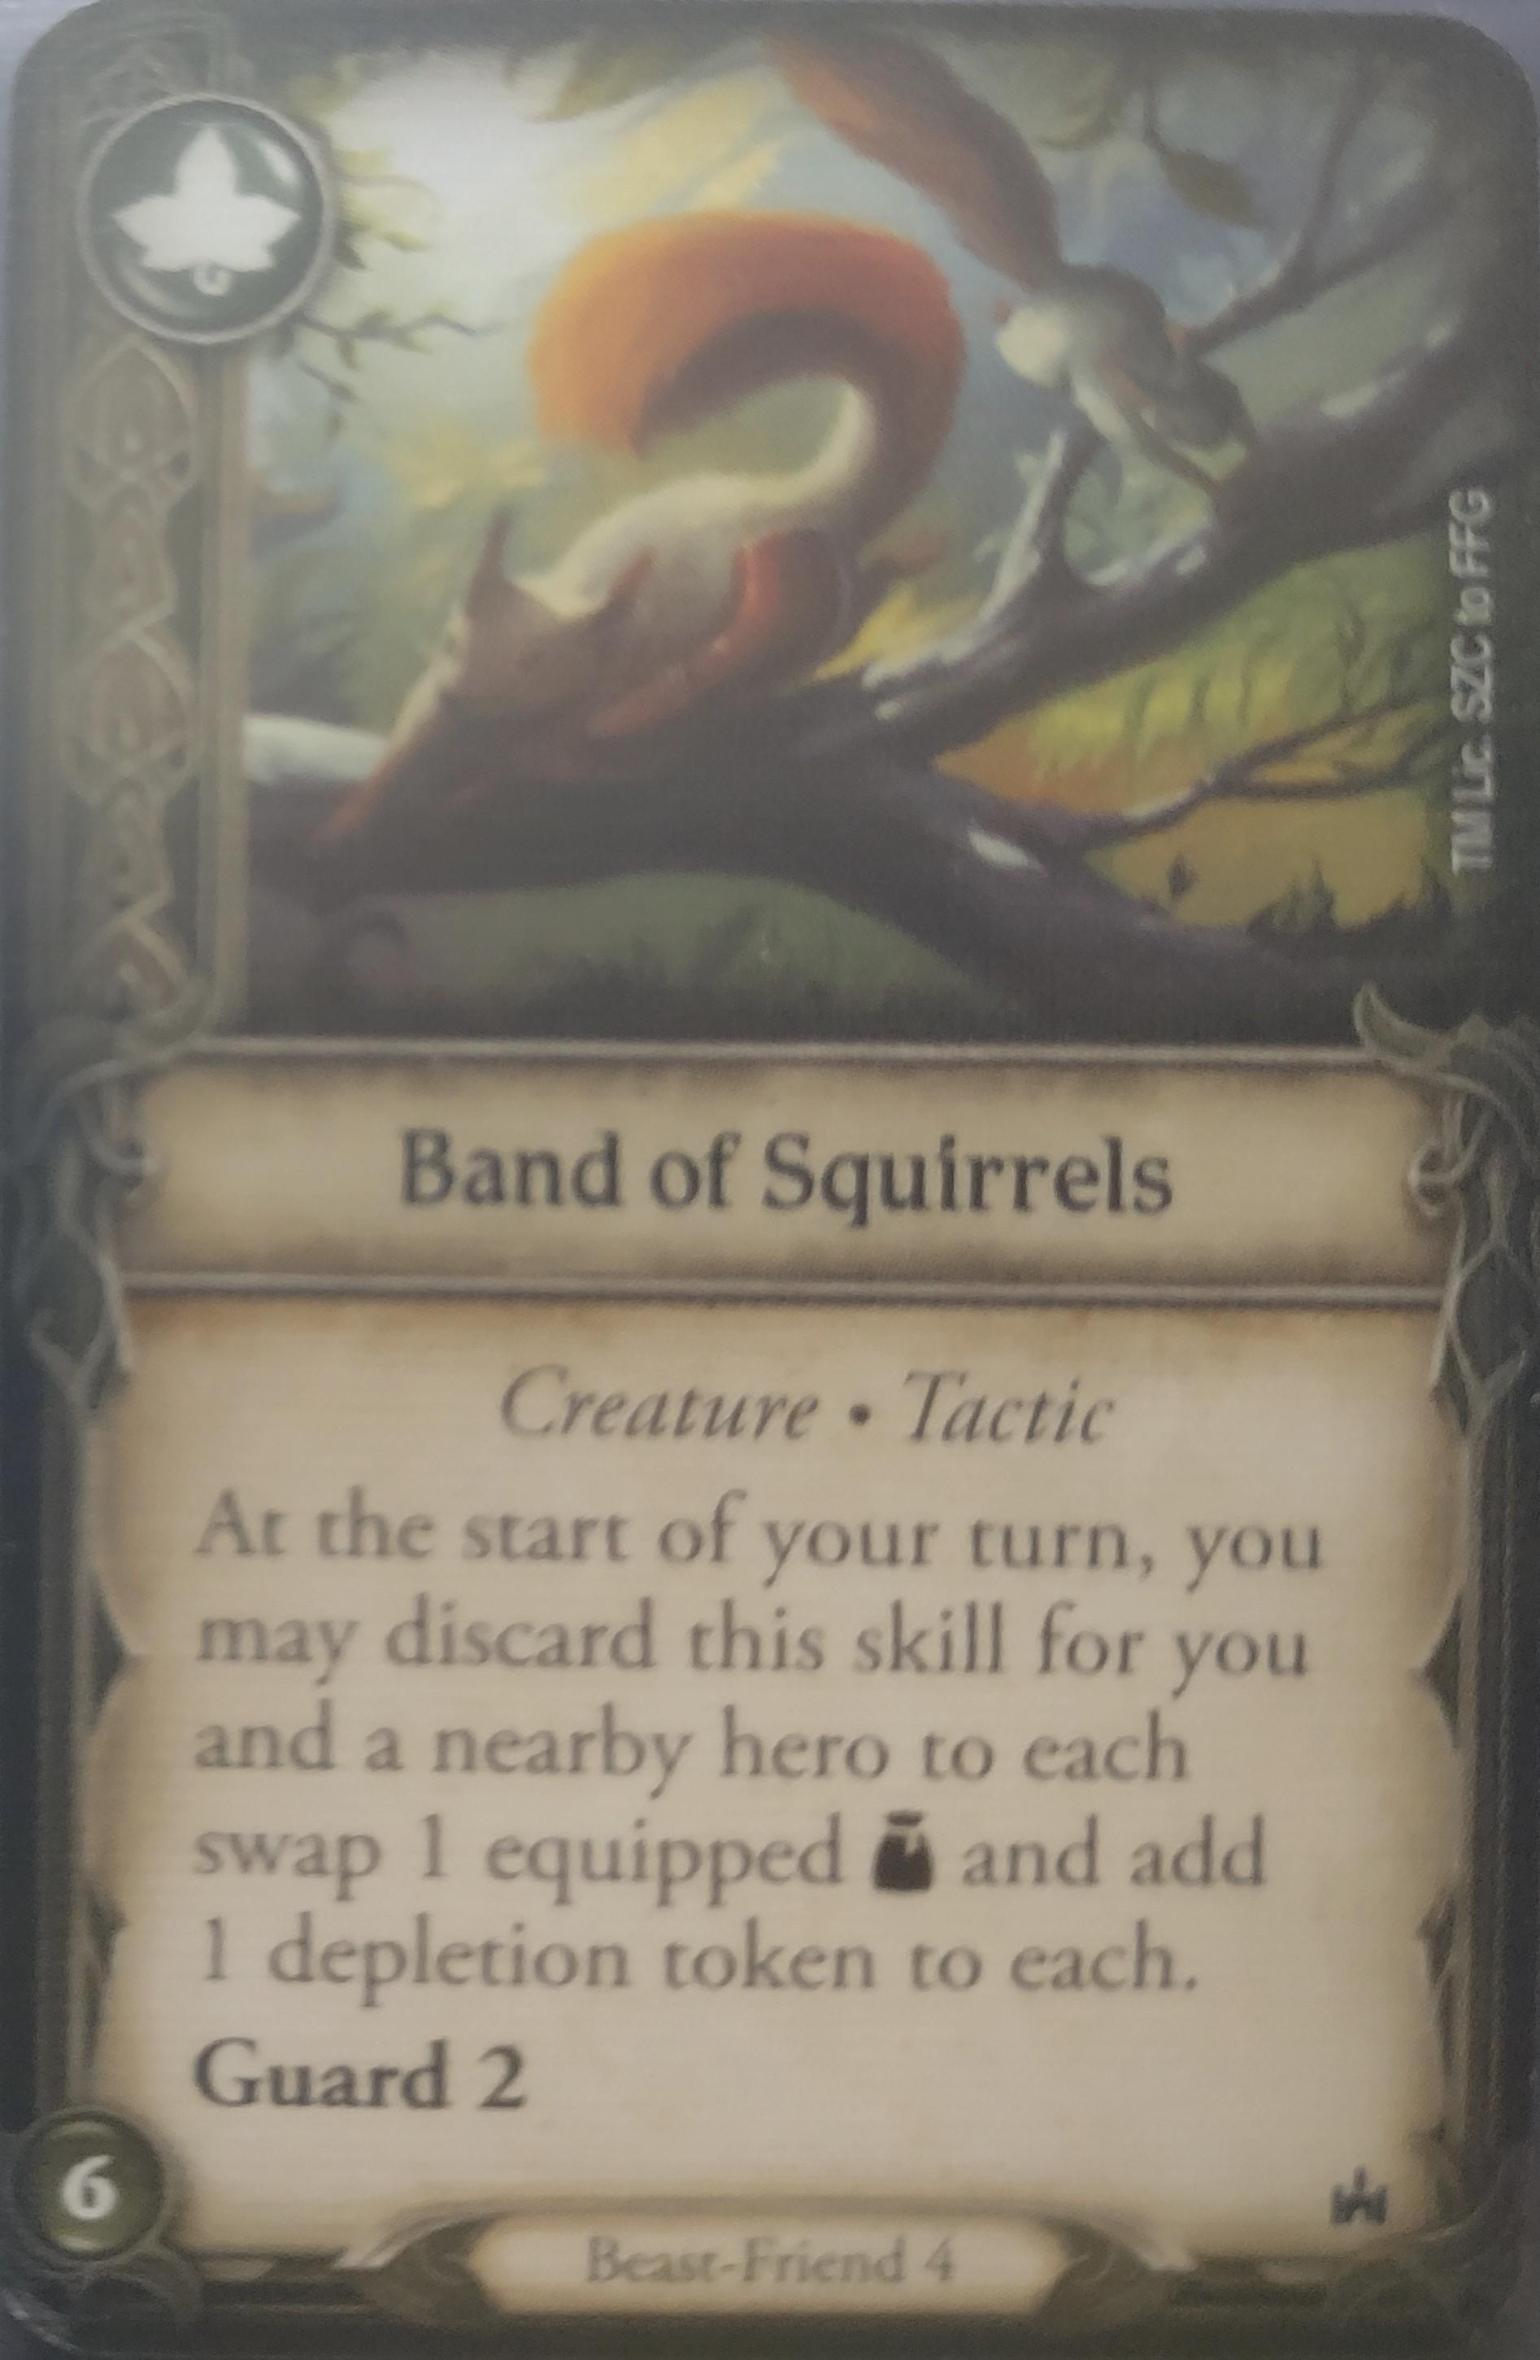 TM Lic. SZC to FFG
Band of Squirrels
Creature • Tactic
At the start of your turn, you
may discard this skill for you
and a nearby hero to each
swap 1 equipped and add
1 depletion token to each.
Guard 2
6
Beast-Friend 4